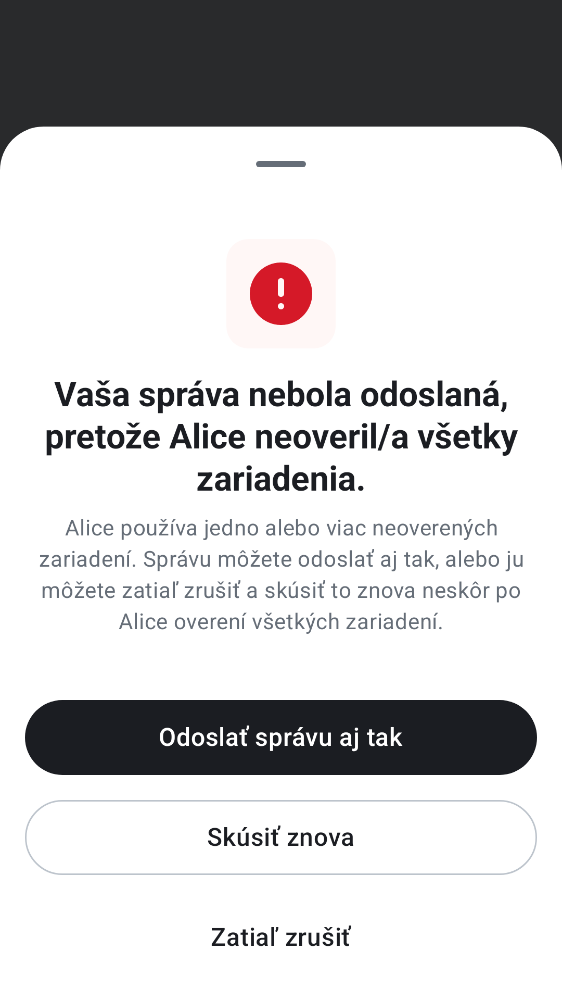 Vaša správa nebola odoslaná,
pretože Alice neoveril/a všetky
zariadenia.
Alice používa jedno alebo viac neoverených
zariadení. Správu môžete odoslať aj tak, alebo ju
môžete zatiaľ zrušiť a skúsiť to znova neskôr po
Alice overení všetkých zariadení.
Odoslať správu aj tak
Skúsiť znova
Zatiaľ zrušiť